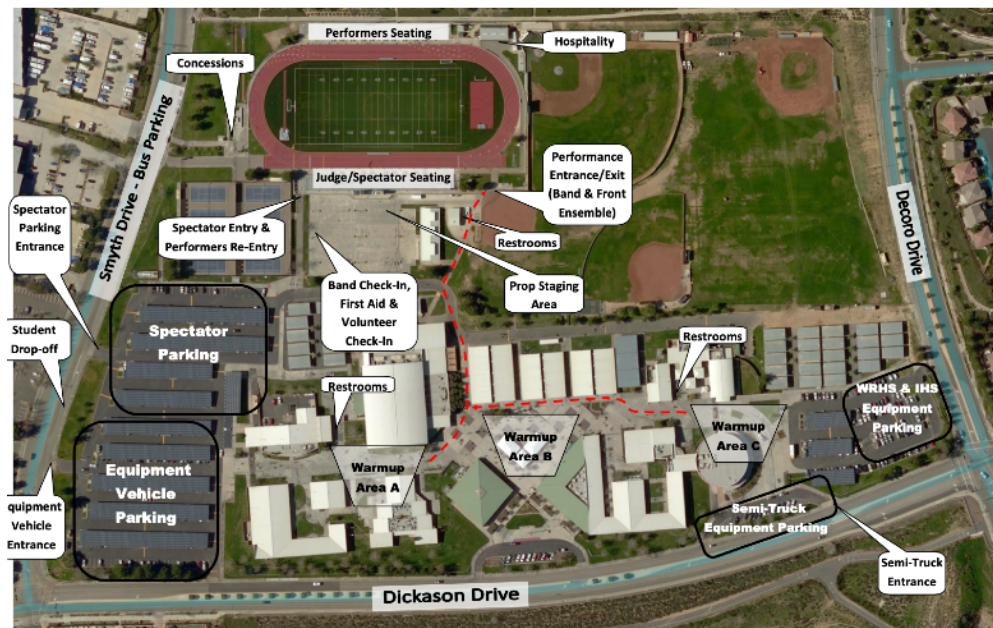 Performers Seating
Hospitality
Concessions
Smyth Drive - Bus Parking
Judge/Spectator Seating
Performance
Entrance/Exit
(Band & Front
Ensemble)
Decoro Drive
Spectator
Parking
Entrance
Spectator Entry &
Performers Re-Entry
Restrooms
Band Check-In,
First Aid &
Volunteer
Check-In
Prop Staging
Area
Student
Drop-off
Spectator
Parking
Restrooms
Restrooms
WRHS & IHS
Equipment
Parking
Warmup
Area A
Warmup
Area B
Warmup
Area C
Equipment
Vehicle
Parking
quipment
Vehicle
Entrance
Semi-Truck
Equipment Parking
Semi-Truck
Entrance
Dickason Drive